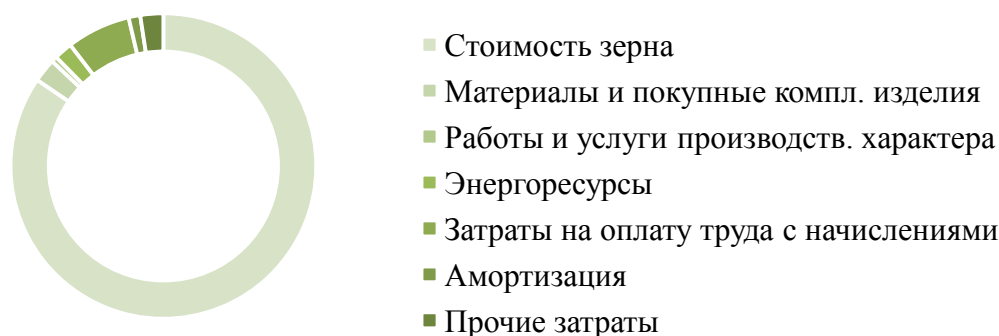 Стоимость зерна
Материалы и покупные компл. изделия
Работы и услуги производств. характера
Энергоресурсы
Затраты на оплату труда с начислениями
Амортизация
Прочие затраты